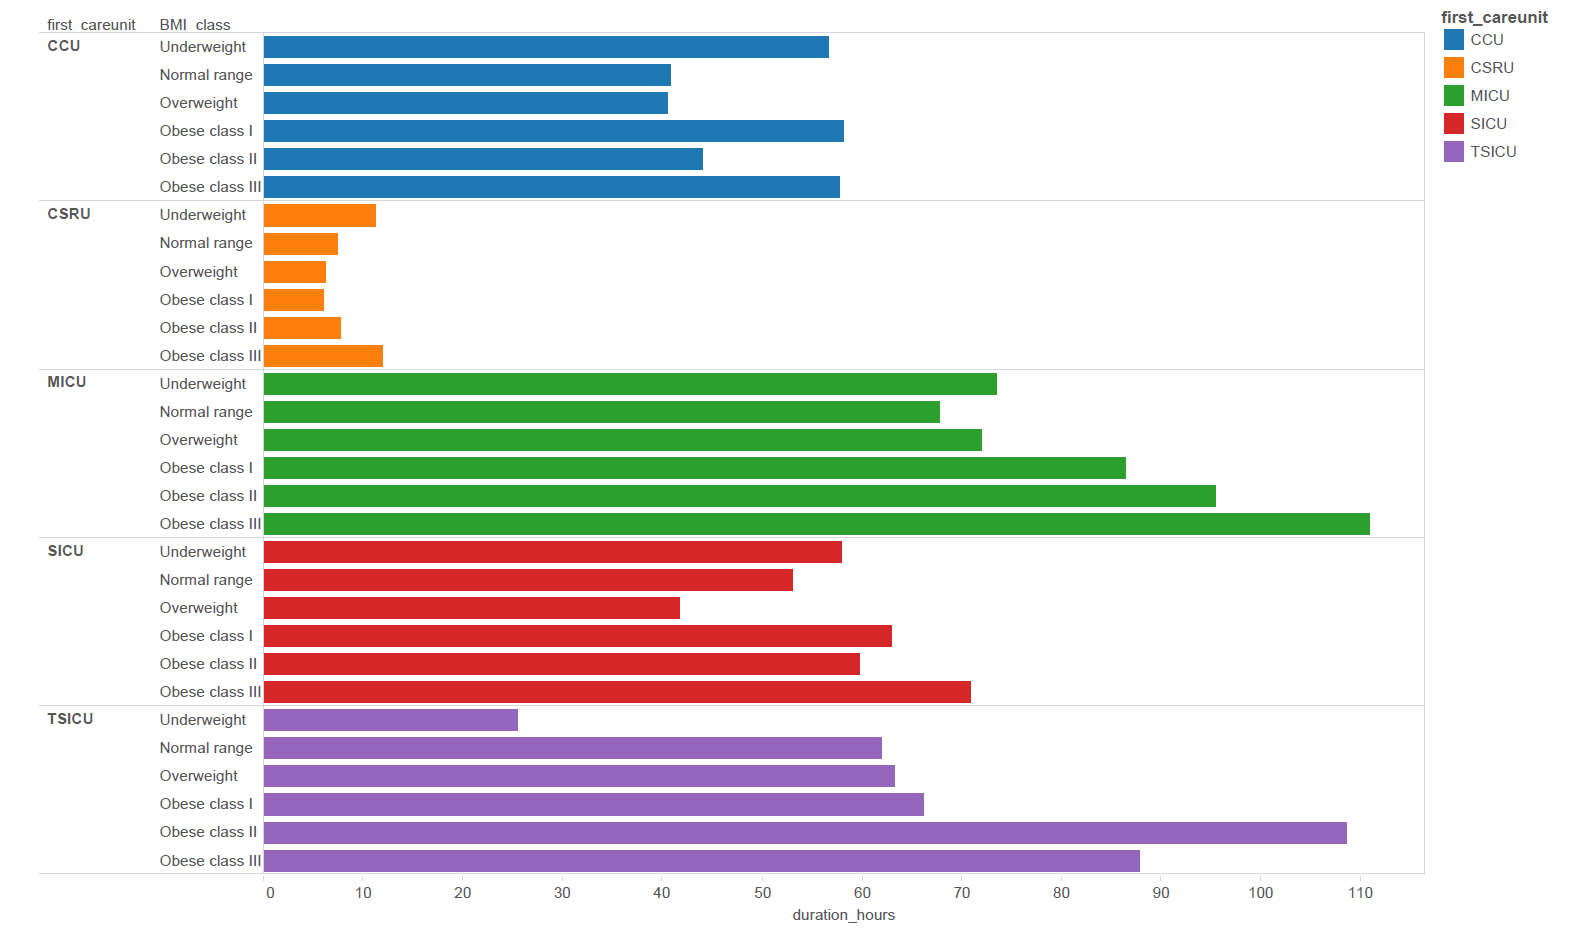 first_careunit BMI_class
CCU Underweight
Normal range
Overweight
Obese class I
Obese class II
Obese class III
CSRU Underweight
Normal range
Overweight
Obese class I
Obese class II
Obese class III
MICU Underweight
Normal range
Overweight
Obese class I
Obese class II
Obese class III
SICU Underweight
Normal range
Overweight
Obese class I
Obese class II
Obese class III
TSICU Underweight
Normal range
Overweight
Obese class I
Obese class II
Obese class III
0 10 20 30 40 50 60 70 80 90 100 110
duration_hours
first_careunit
CCU
CSRU
MICU
SICU
TSICU